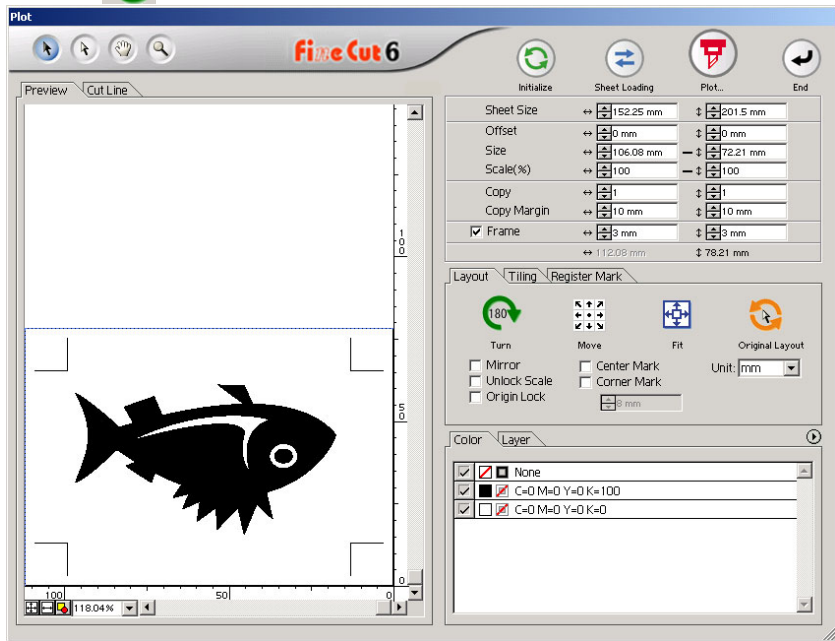 Plot
Fine Cut 6
Initialize Sheet Loading Plot... End
Preview Cut Line
Sheet Size 152.25 mm 201.5 mm
Offset 0 mm 0 mm
Size 106.08 mm 72.21 mm
Scale(%) 100 100
Copy 1 1
Copy Margin 10 mm 10 mm
Frame 3 mm 3 mm
112.08 mm 78.21 mm
Layout Tiling Register Mark
180°
Turn Move Fit Original Layout
Mirror Center Mark Unit: mm
Unlock Scale Corner Mark
Origin Lock 8 mm
Color Layer
None
C=0 M=0 Y=0 K=100
C=0 M=0 Y=0 K=0
100
50
0
100 50 0
118.04%